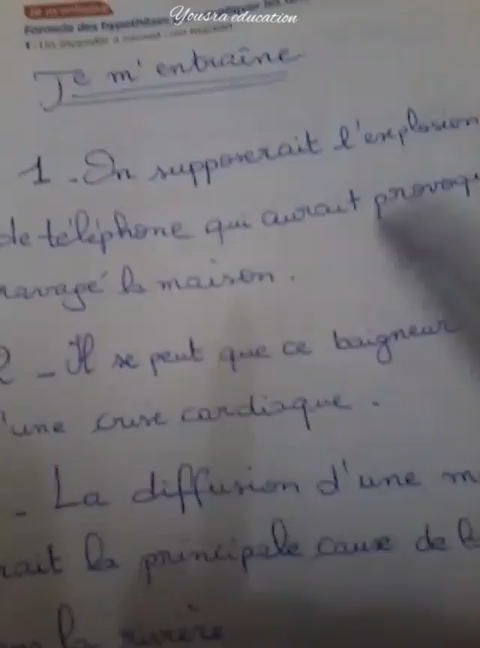 Yousra education
Formule des hypothèses
Je m'entraîne
1. On supposerait l'explosion
de téléphone qui aurait provoqu
ravagé la maison.
2 - Il se peut que ce baigneur
d'une crise cardiaque.
- La diffusion d'une m
rait la principale cause de la
la rivière